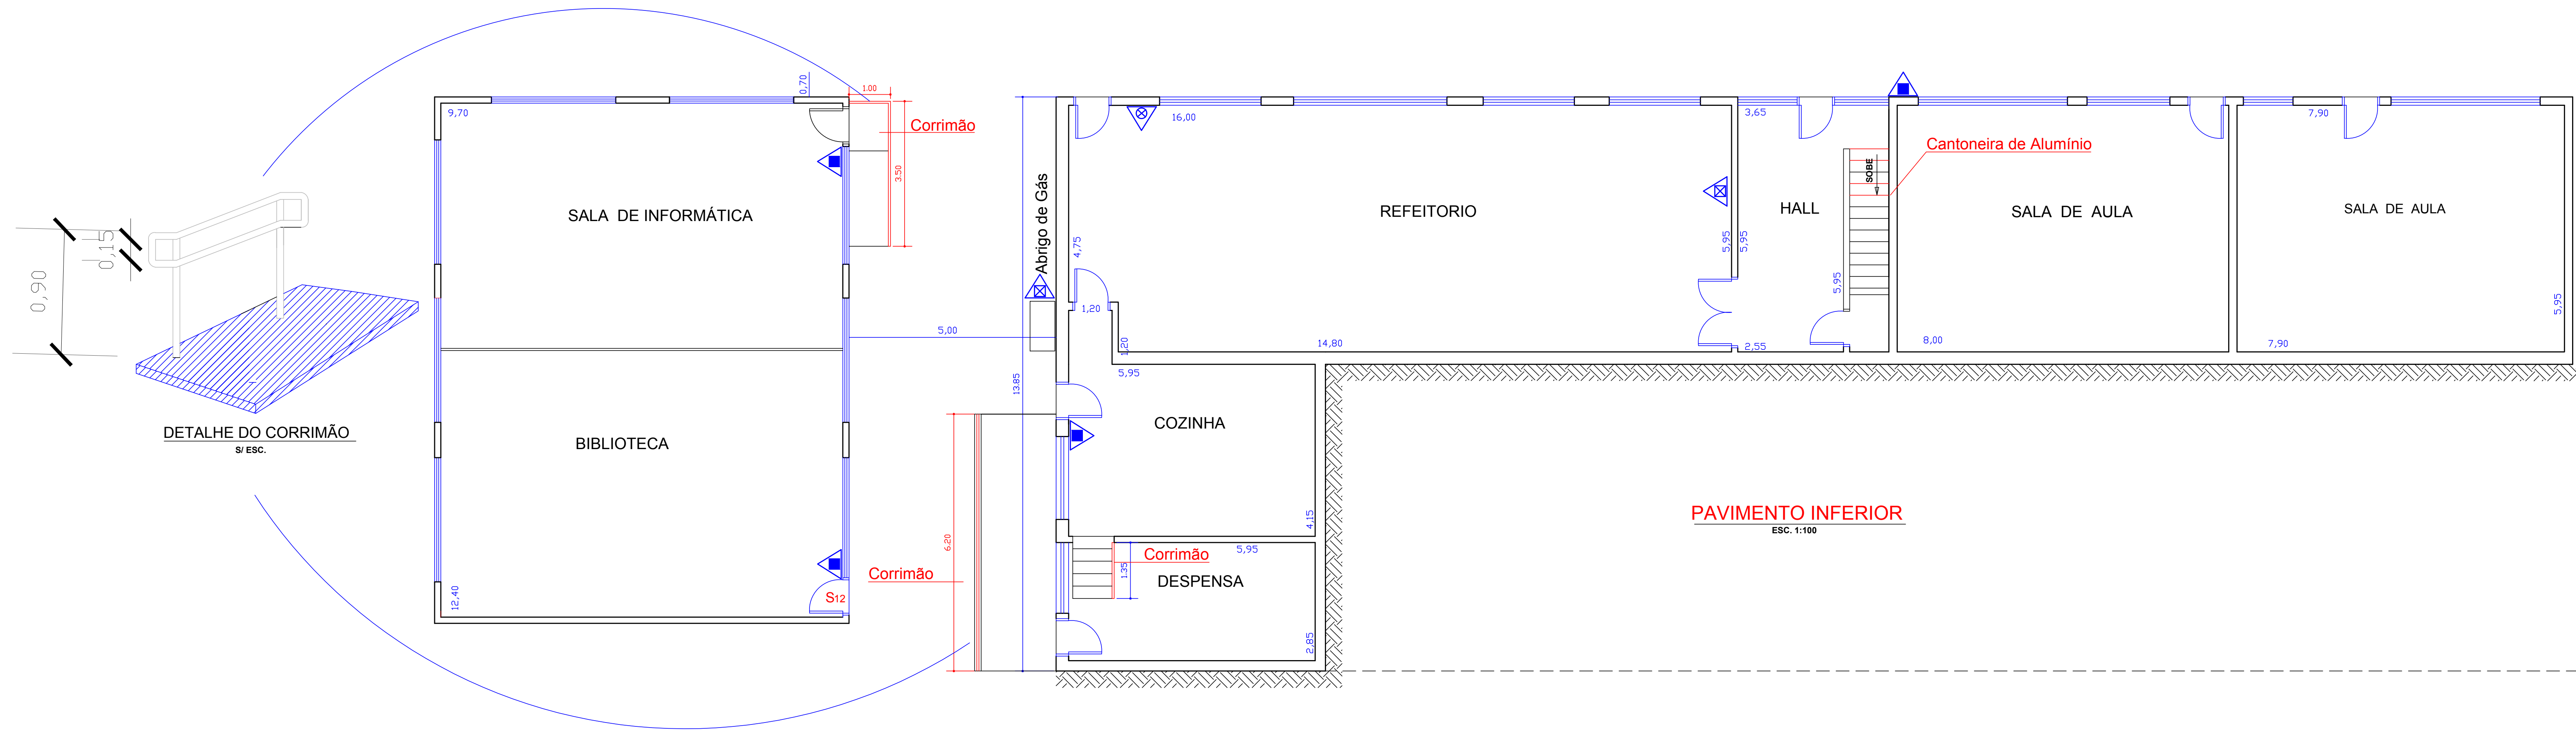 0,70
1.00
9,70
Corrimão
3.50
SALA DE INFORMÁTICA
0,15
0,90
5,00
DETALHE DO CORRIMÃO
S/ ESC.
BIBLIOTECA
12,40
S12
Corrimão
6.20
13.85
Abrigo de Gás
16,00
REFEITORIO
4,75
1,20
1,20
14,80
5,95
5,95
3,65
HALL
SOBE
5,95
2,55
Cantoneira de Alumínio
SALA DE AULA
8,00
7,90
SALA DE AULA
5,95
7,90
5,95
COZINHA
4,15
5,95
Corrimão
1.35
DESPENSA
2,85
PAVIMENTO INFERIOR
ESC. 1:100